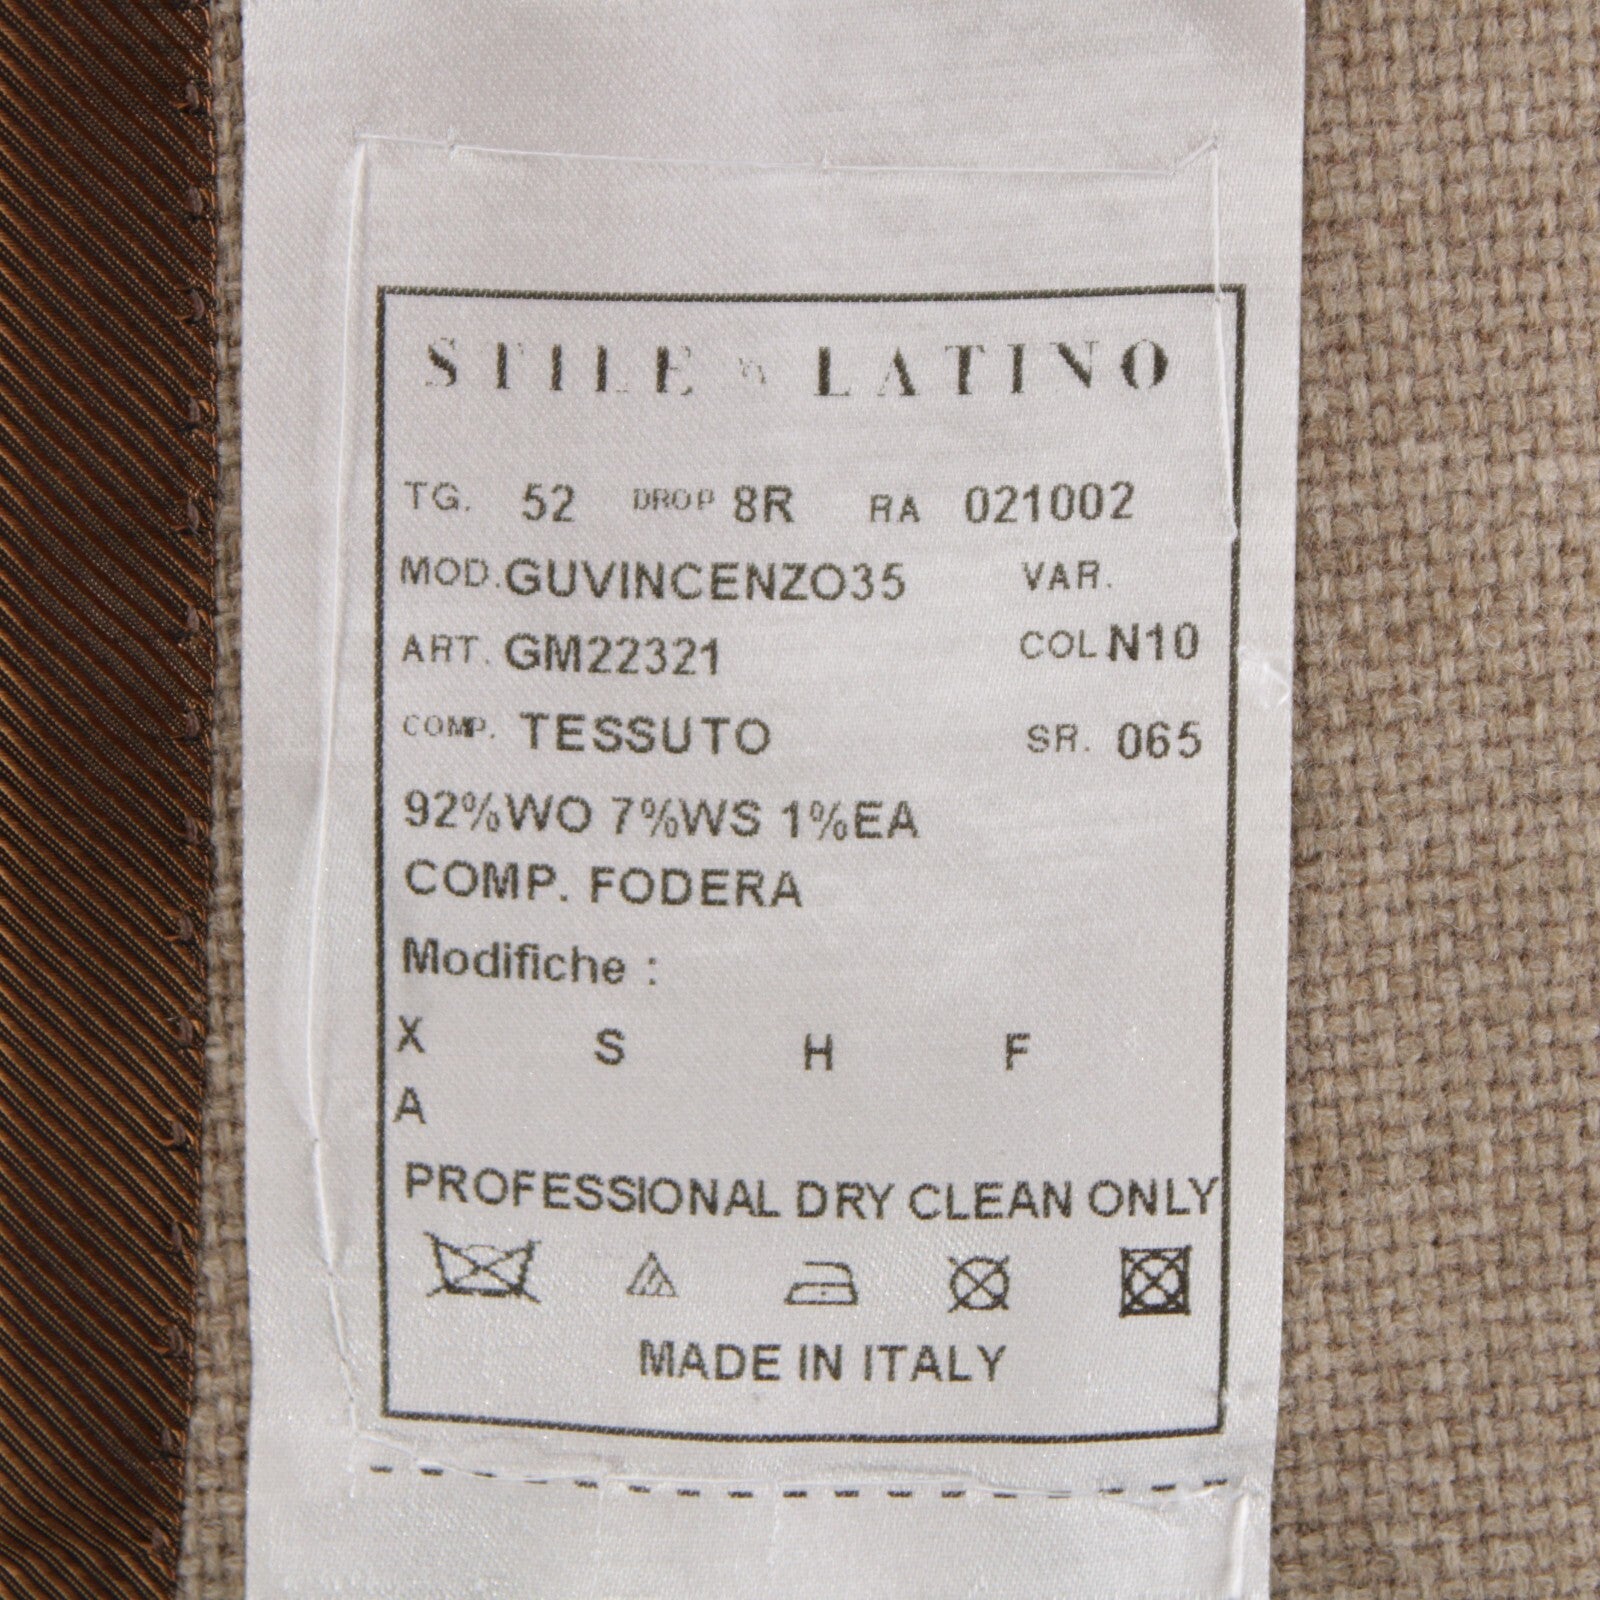 STILE LATINO
TG. 52 DROP 8R RA 021002
MOD. GUVINCENZO35 VAR.
ART. GM22321 COL N10
COMP. TESSUTO SR. 065
92%WO 7%WS 1%EA
COMP. FODERA
Modifiche :
X S H F
A
PROFESSIONAL DRY CLEAN ONLY
MADE IN ITALY